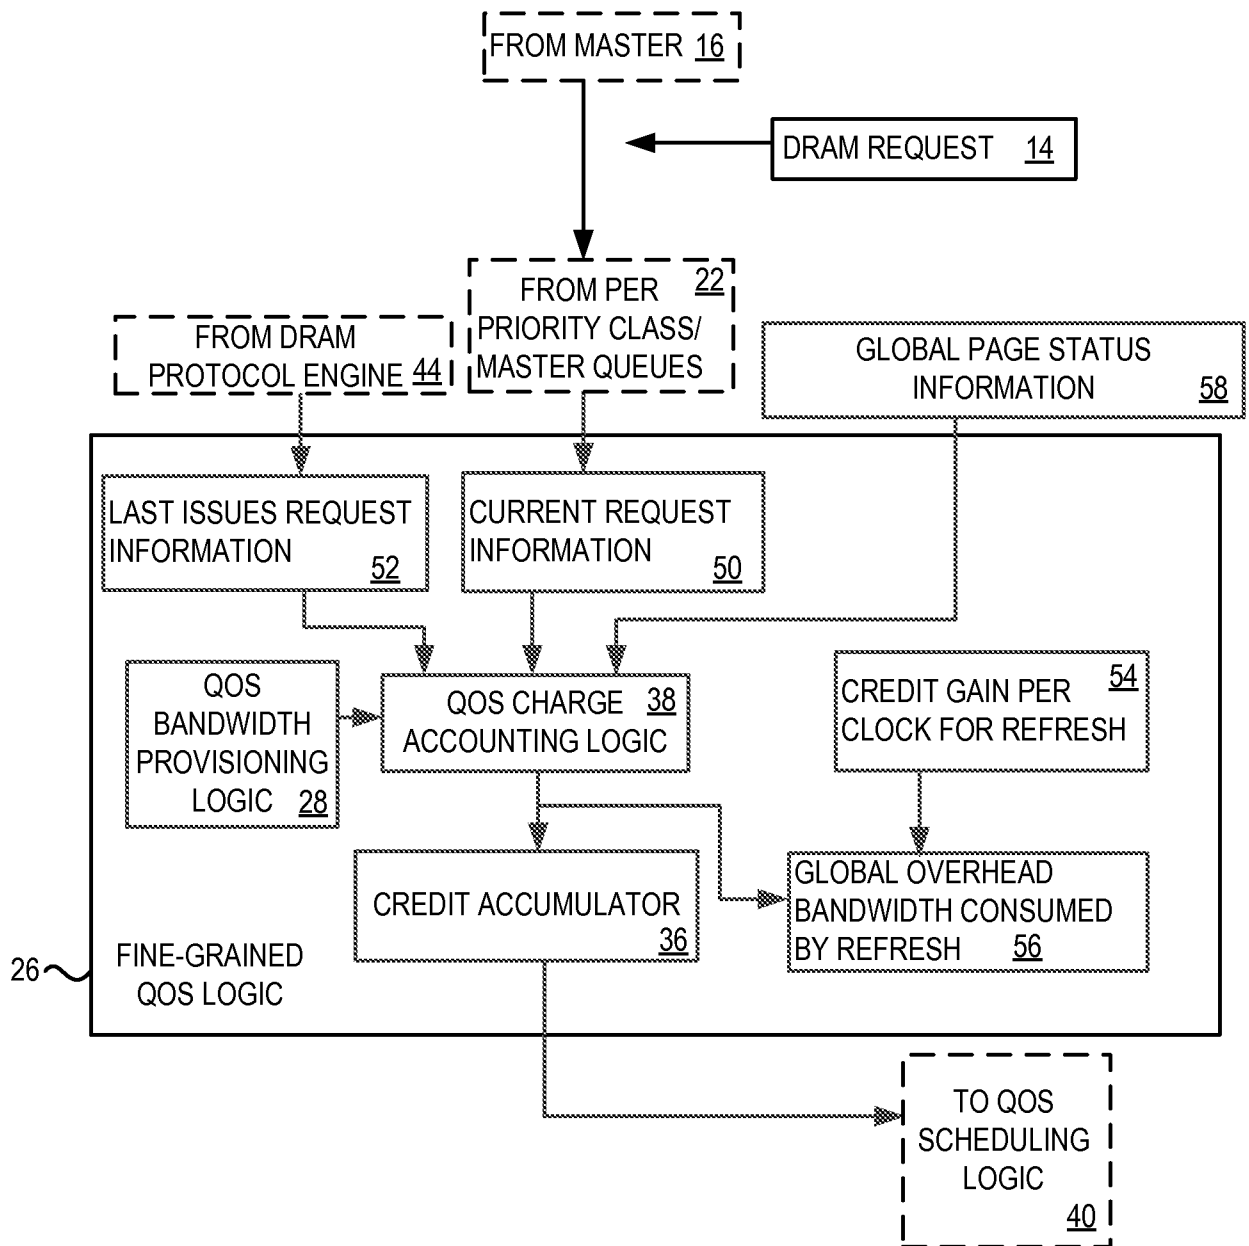 FROM MASTER 16
DRAM REQUEST 14
FROM PER 22
PRIORITY CLASS/
MASTER QUEUES
FROM DRAM
PROTOCOL ENGINE 44
GLOBAL PAGE STATUS
INFORMATION 58
LAST ISSUES REQUEST
INFORMATION
52
CURRENT REQUEST
INFORMATION
50
QOS
BANDWIDTH
PROVISIONING
LOGIC 28
QOS CHARGE 38
ACCOUNTING LOGIC
54
CREDIT GAIN PER
CLOCK FOR REFRESH
CREDIT ACCUMULATOR
36
GLOBAL OVERHEAD
BANDWIDTH CONSUMED
BY REFRESH 56
26
FINE-GRAINED
QOS LOGIC
TO QOS
SCHEDULING
LOGIC
40